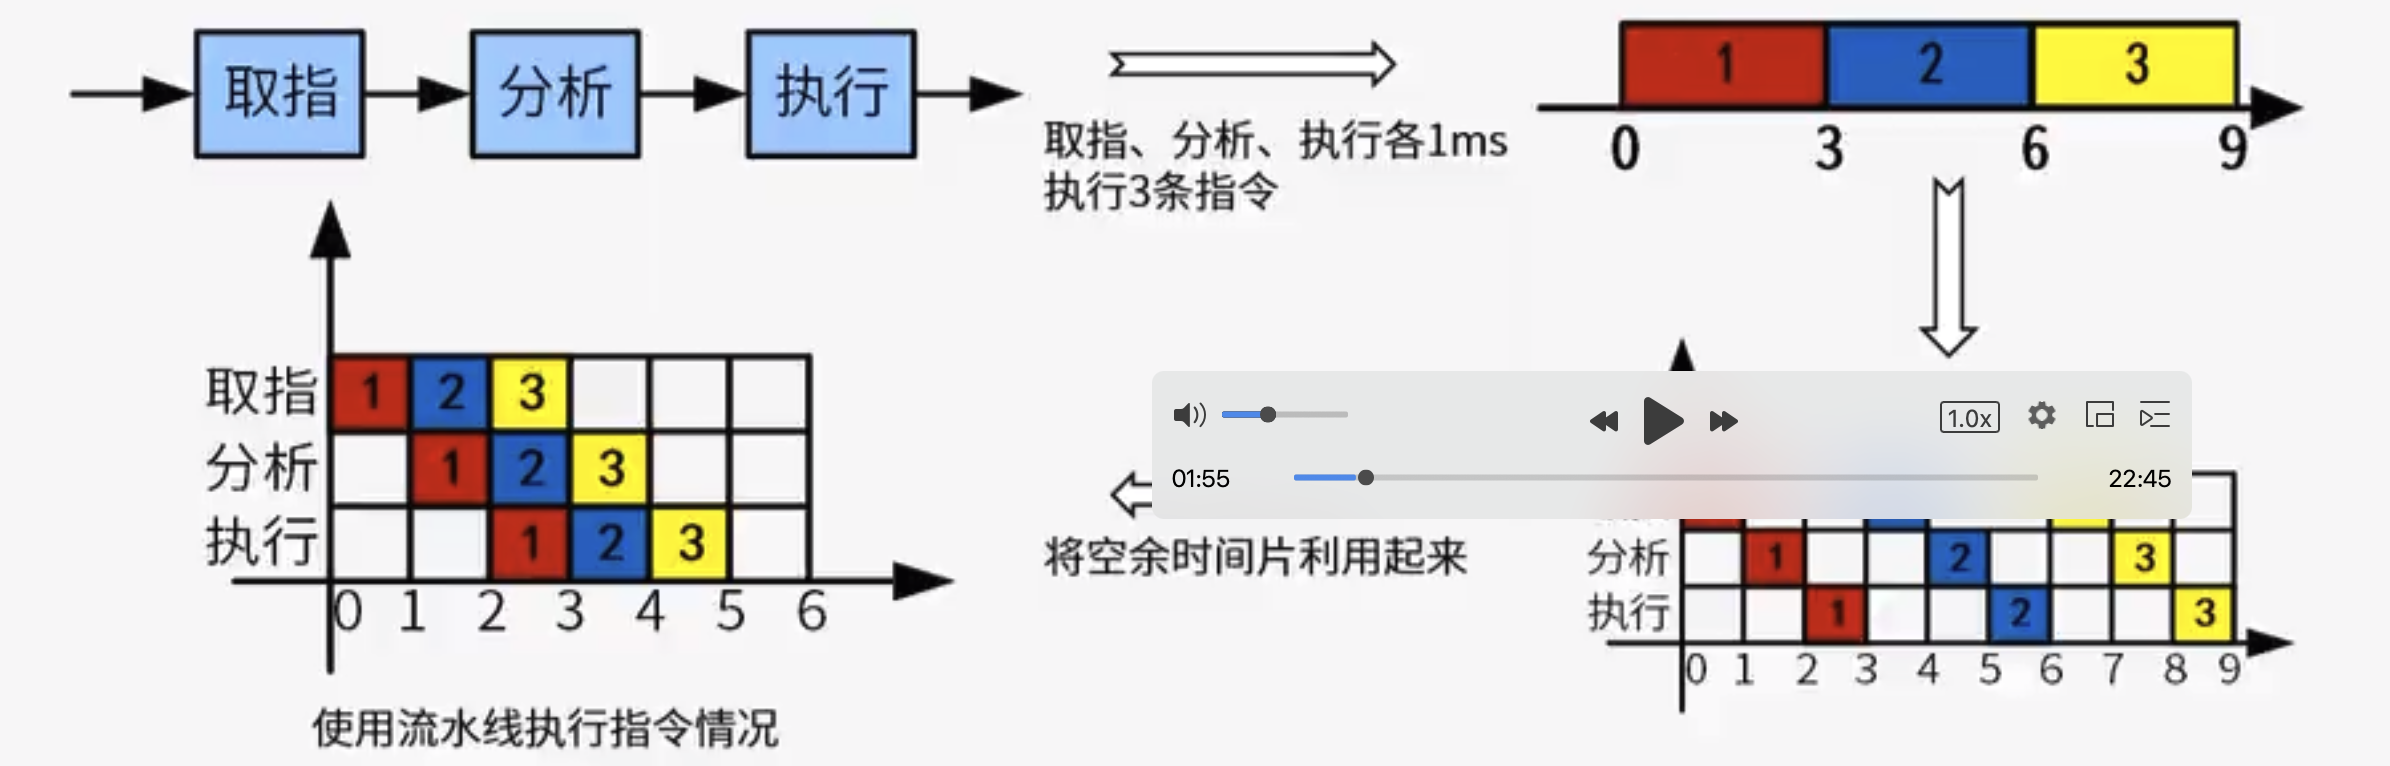 取指
分析
执行
1 2 3
0 3 6 9
取指、分析、执行各1ms
执行3条指令
取指 1 2 3
分析 1 2 3
执行 1 2 3
0 1 2 3 4 5 6
使用流水线执行指令情况
1.0x
01:55 22:45
将空余时间片利用起来
分析 1 2 3
执行 1 2 3
0 1 2 3 4 5 6 7 8 9